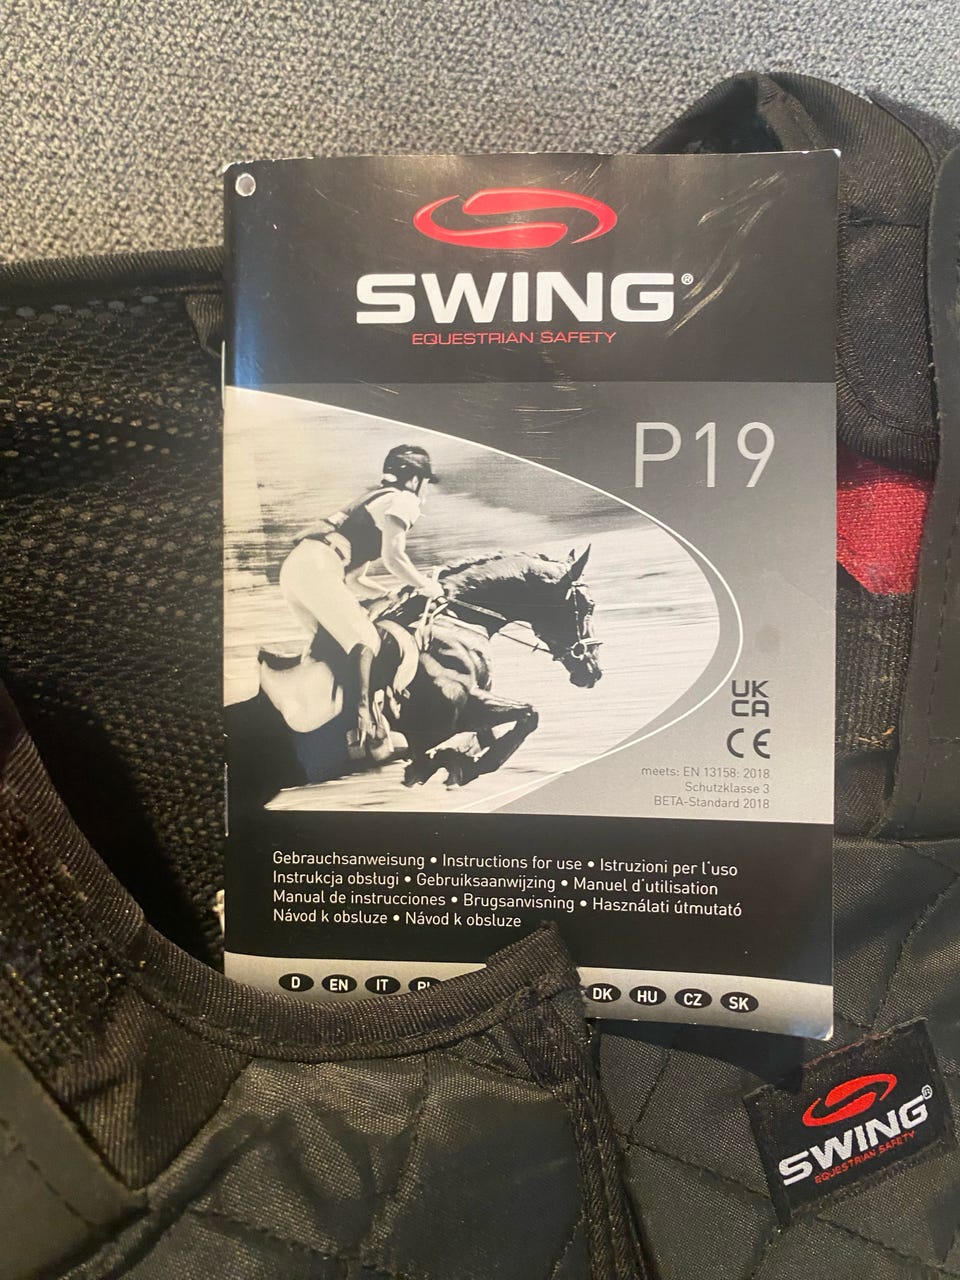 SWING®
EQUESTRIAN SAFETY
P19
UK
CA
CE
meets: EN 13158: 2018
Schutzklasse 3
BETA-Standard 2018
Gebrauchsanweisung • Instructions for use • Istruzioni per l'uso
Instrukcja obsługi • Gebruiksaanwijzing • Manuel d'utilisation
Manual de instrucciones • Brugsanvisning • Használati útmutató
Návod k obsluze • Návod k obsluze
D EN IT DK HU CZ SK
SWING®
EQUESTRIAN SAFETY